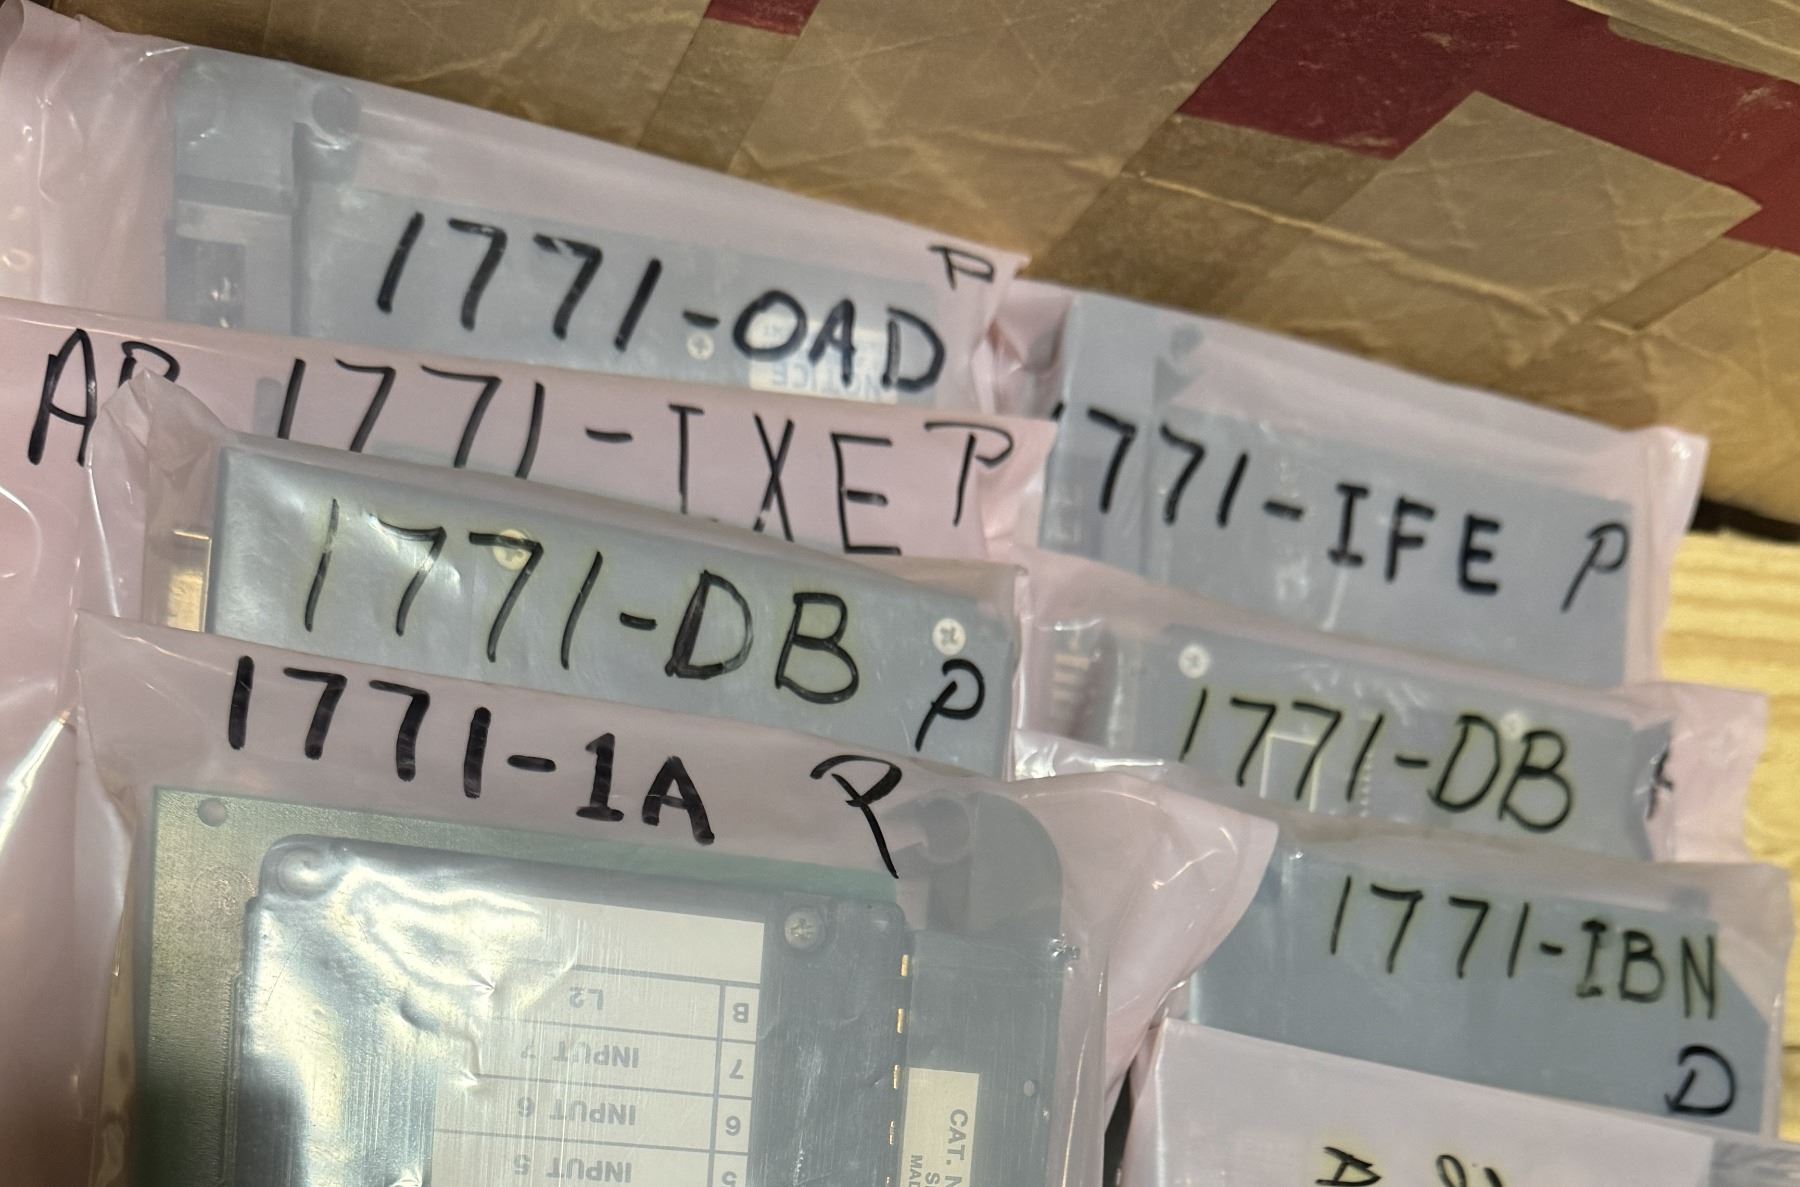 1771-OAD P
AB 1771-IXE P
1771-IFE P
1771-DB P
1771-DB
1771-1A P
1771-IBN
D
L2 B
INPUT 7 7
INPUT 6 6
INPUT 5 5
CAT. N